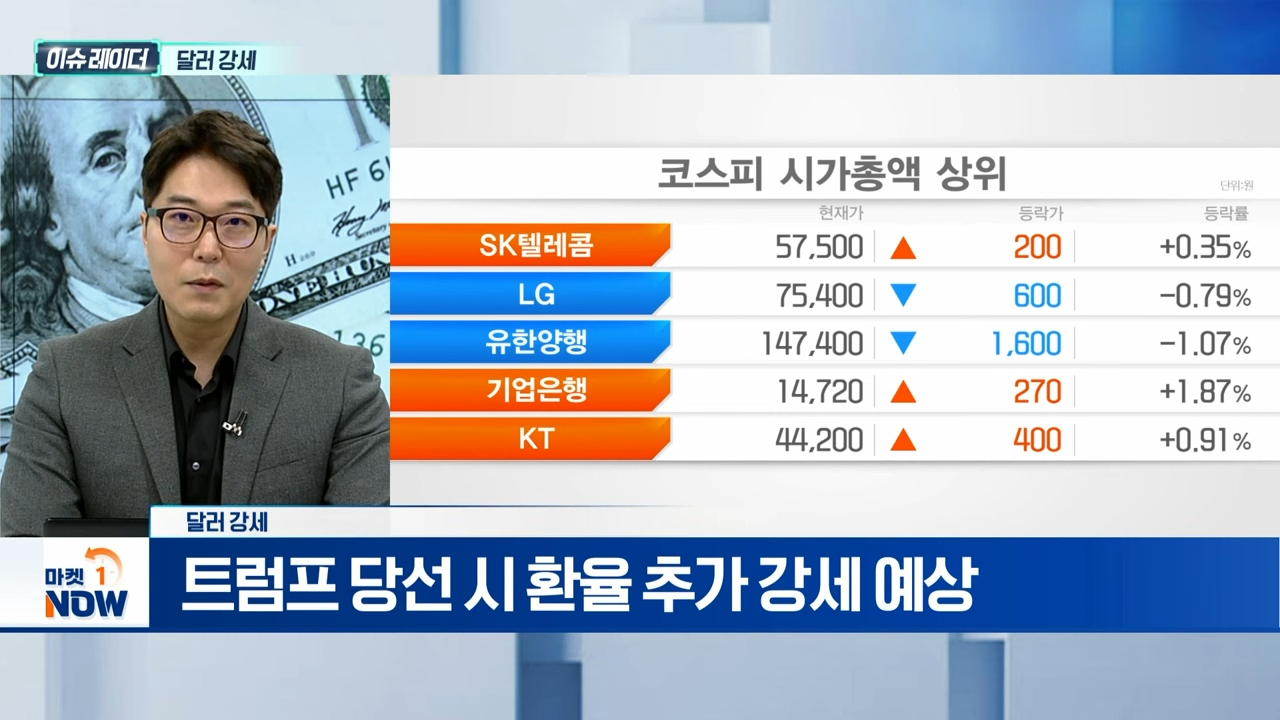 이슈 레이더 달러 강세
HF 6
H
코스피 시가총액 상위
단위:원
현재가 등락가 등락률
SK텔레콤 57,500 ▲ 200 +0.35%
LG 75,400 ▼ 600 -0.79%
유한양행 147,400 ▼ 1,600 -1.07%
기업은행 14,720 ▲ 270 +1.87%
KT 44,200 ▲ 400 +0.91%
달러 강세
마켓 1
NOW
트럼프 당선 시 환율 추가 강세 예상